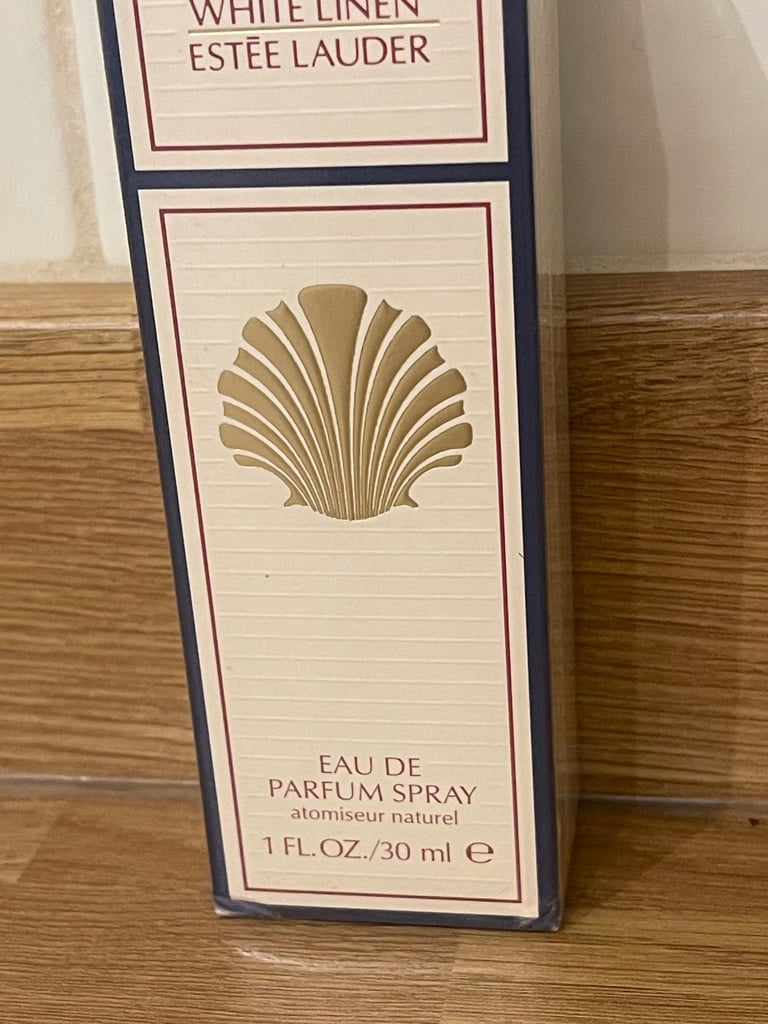 WHITE LINEN
ESTĒE LAUDER
EAU DE
PARFUM SPRAY
atomiseur naturel
1 FL.OZ./30 ml ℮